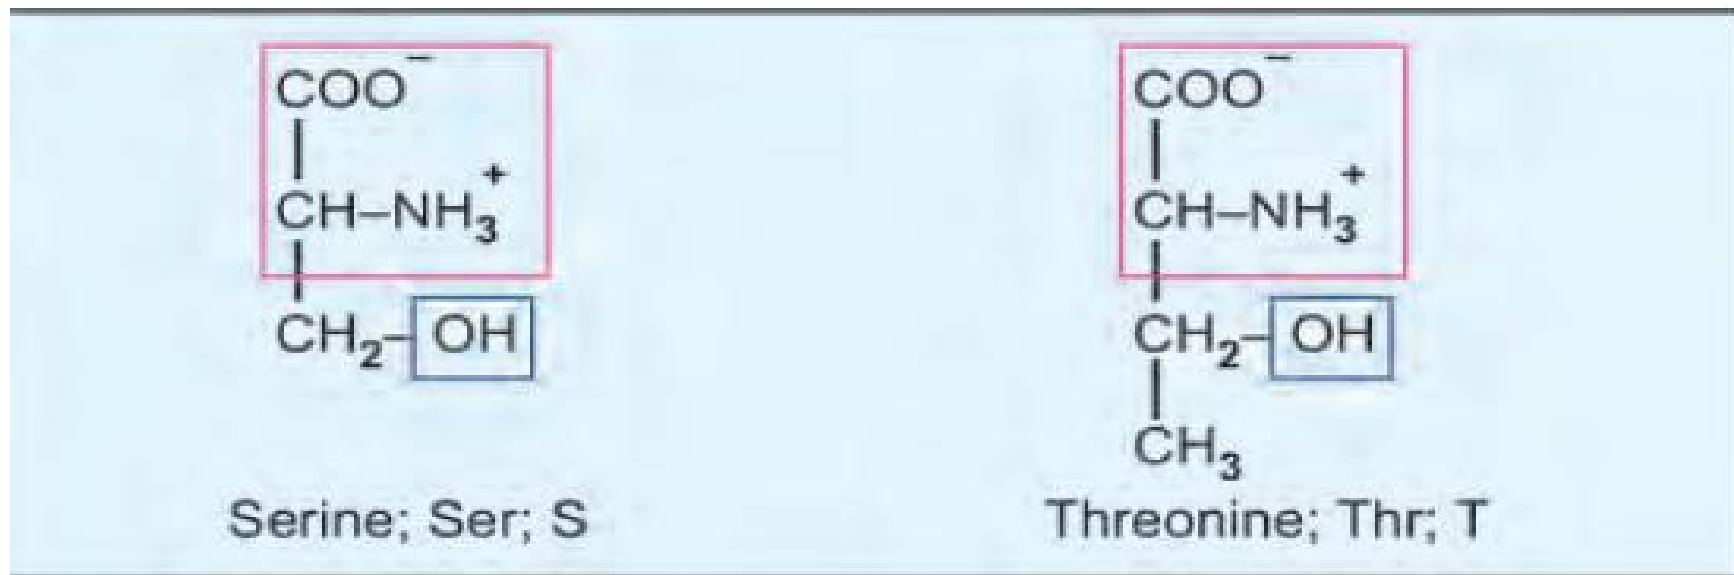 COO⁻ COO⁻
CH–NH₃⁺ CH–NH₃⁺
CH₂–OH CH₂–OH
CH₃
Serine; Ser; S Threonine; Thr; T